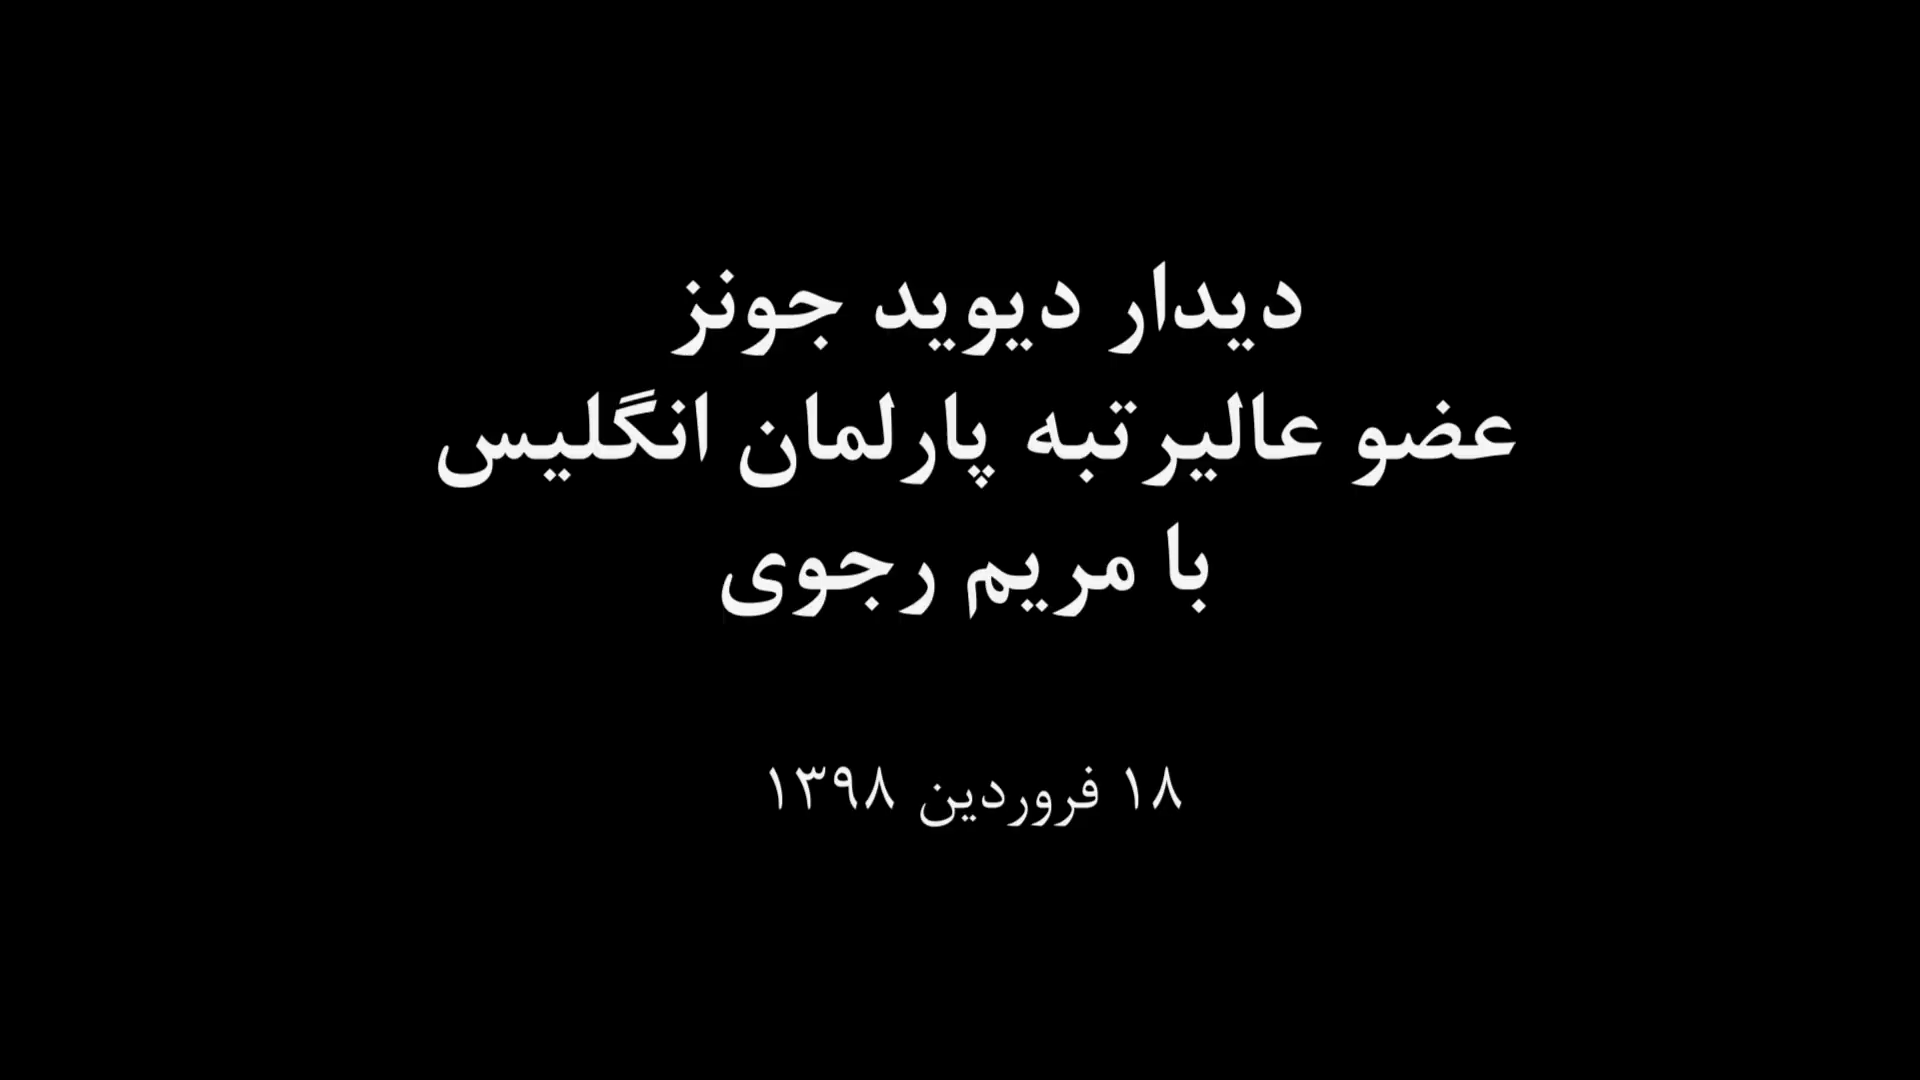 دیدار دیوید جونز
عضو عالیرتبه پارلمان انگلیس
با مریم رجوی
۱۸ فروردین ۱۳۹۸